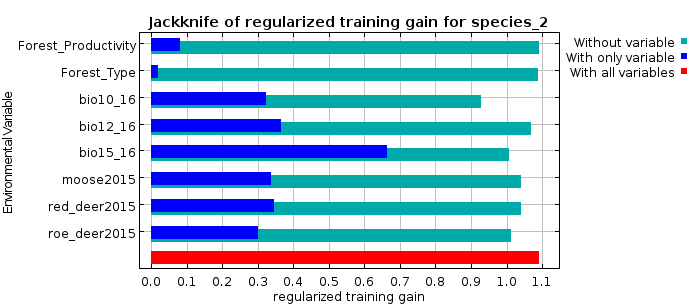 Jackknife of regularized training gain for species_2
Environmental Variable
Forest_Productivity
Forest_Type
bio10_16
bio12_16
bio15_16
moose2015
red_deer2015
roe_deer2015
Without variable
With only variable
With all variables
0.0 0.1 0.2 0.3 0.4 0.5 0.6 0.7 0.8 0.9 1.0 1.1
regularized training gain